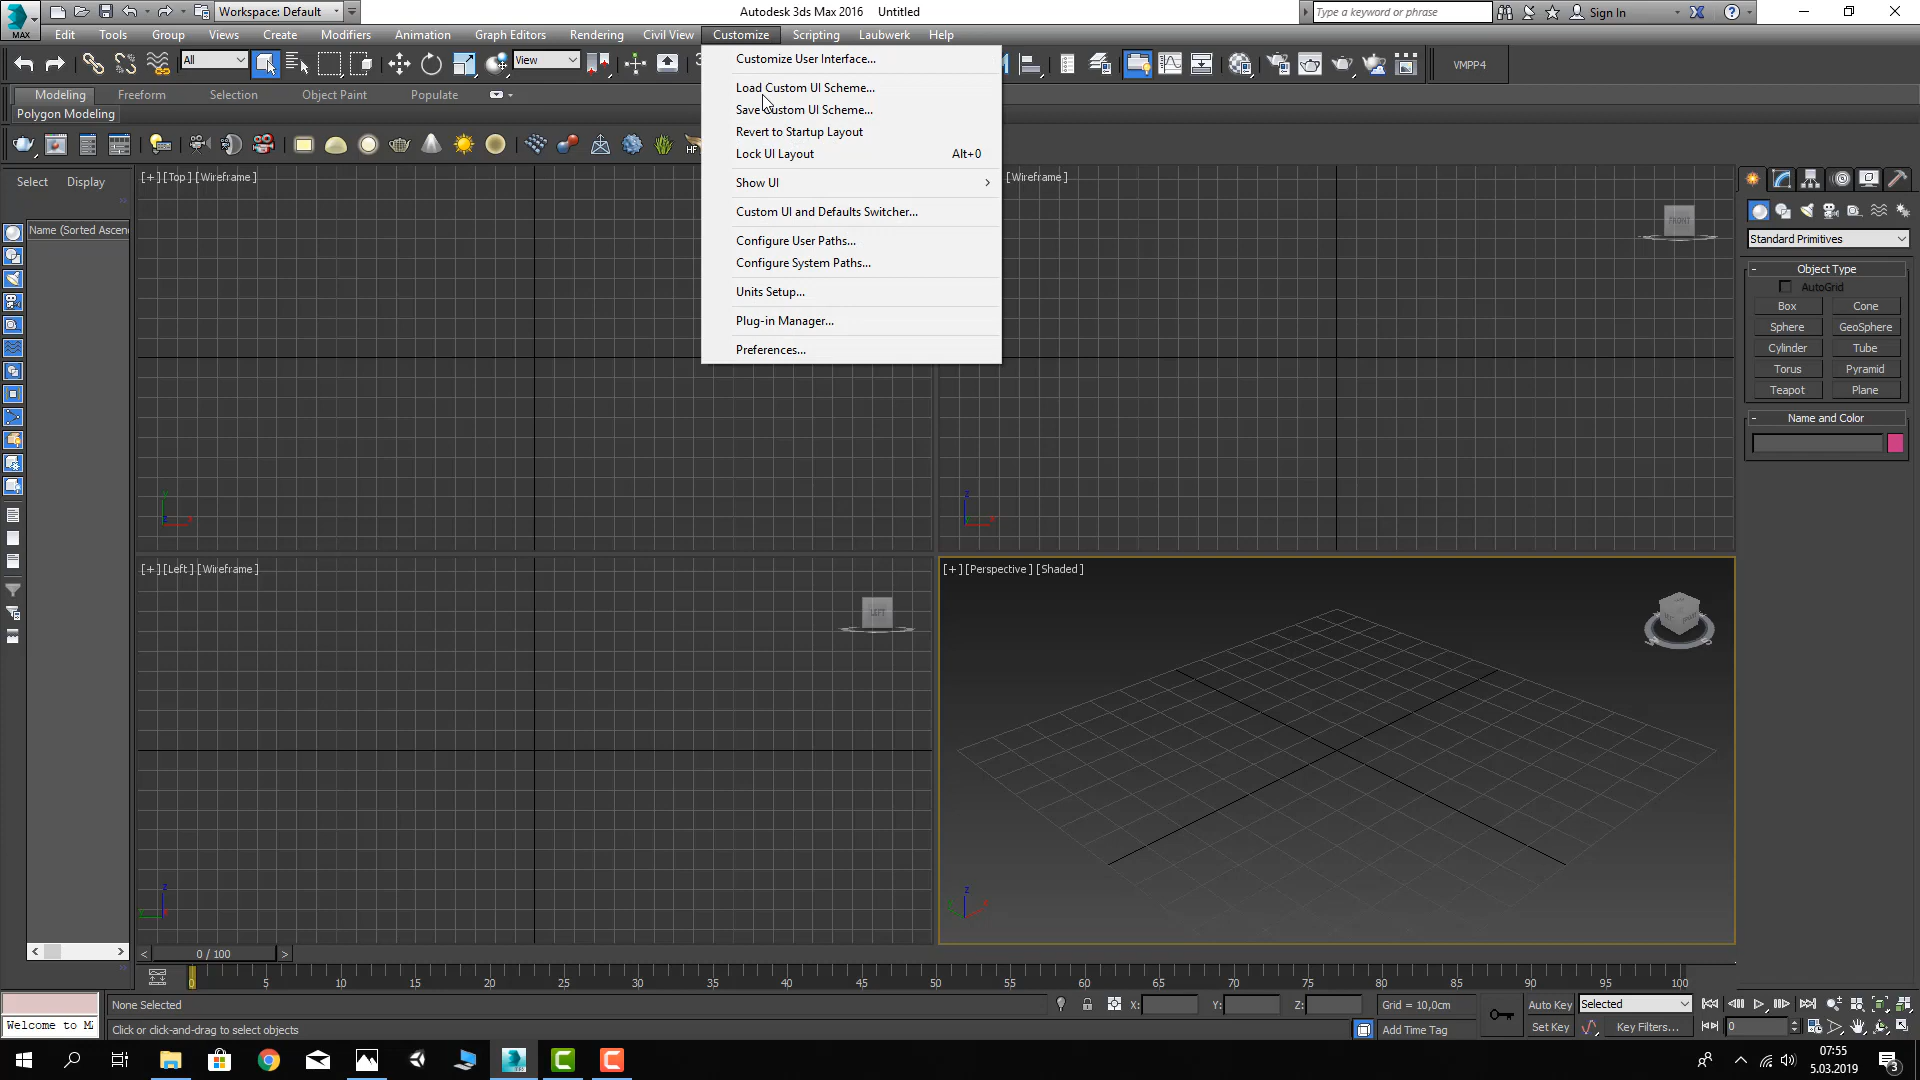 MAX
Workspace: Default
Autodesk 3ds Max 2016 Untitled
Type a keyword or phrase
Sign In
Edit Tools Group Views Create Modifiers Animation Graph Editors Rendering Civil View Customize Scripting Laubwerk Help
All
View
VMPP4
Modeling Freeform Selection Object Paint Populate
Polygon Modeling
HF
Customize User Interface...
Load Custom UI Scheme...
Save Custom UI Scheme...
Revert to Startup Layout
Lock UI Layout Alt+0
Show UI
Custom UI and Defaults Switcher...
Configure User Paths...
Configure System Paths...
Units Setup...
Plug-in Manager...
Preferences...
Select Display
Name (Sorted Ascen
[+] [Top] [Wireframe]
[Wireframe]
FRONT
[+] [Left] [Wireframe]
LEFT
[+] [Perspective] [Shaded]
Standard Primitives
- Object Type
AutoGrid
Box Cone
Sphere GeoSphere
Cylinder Tube
Torus Pyramid
Teapot Plane
- Name and Color
< 0 / 100 >
0 5 10 15 20 25 30 35 40 45 50 55 60 65 70 75 80 85 90 95 100
None Selected
X: Y: Z: Grid = 10,0cm
Auto Key Selected
Welcome to M
Click or click-and-drag to select objects
Add Time Tag
Set Key Key Filters...
0
07:55
5.03.2019
3